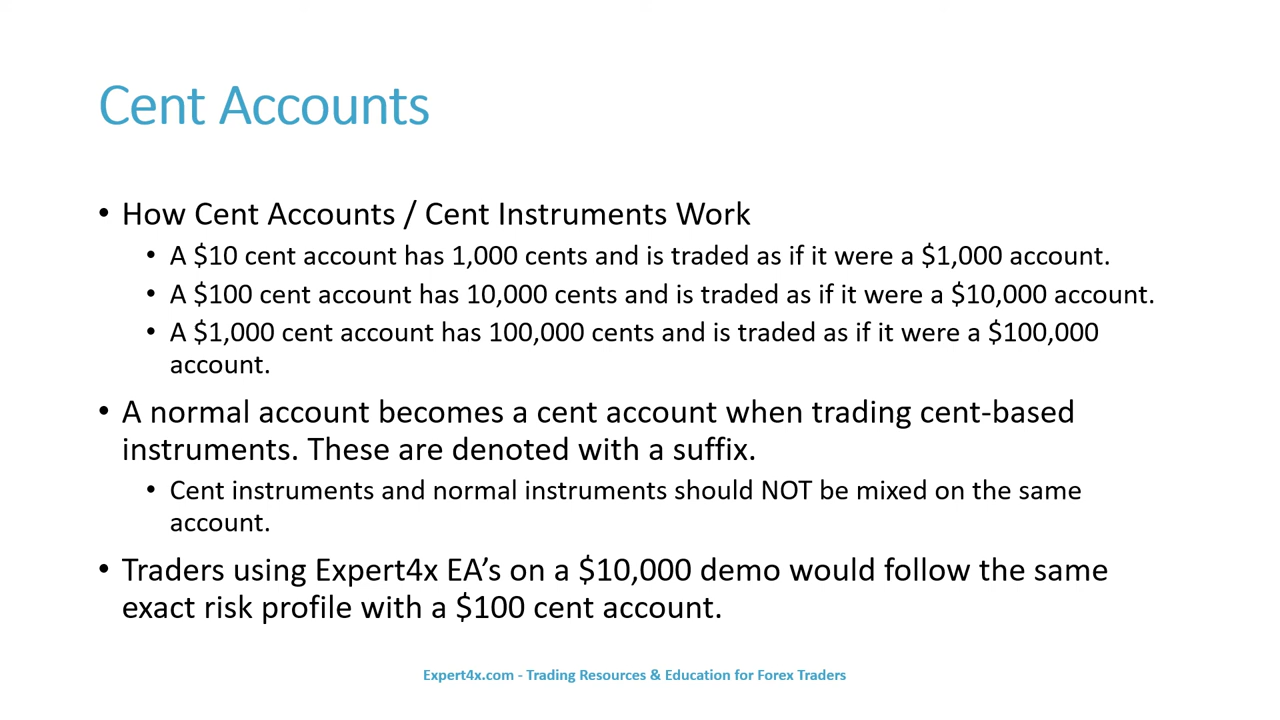 Cent Accounts
• How Cent Accounts / Cent Instruments Work
• A $10 cent account has 1,000 cents and is traded as if it were a $1,000 account.
• A $100 cent account has 10,000 cents and is traded as if it were a $10,000 account.
• A $1,000 cent account has 100,000 cents and is traded as if it were a $100,000
account.
• A normal account becomes a cent account when trading cent-based
instruments. These are denoted with a suffix.
• Cent instruments and normal instruments should NOT be mixed on the same
account.
• Traders using Expert4x EA’s on a $10,000 demo would follow the same
exact risk profile with a $100 cent account.
Expert4x.com - Trading Resources & Education for Forex Traders